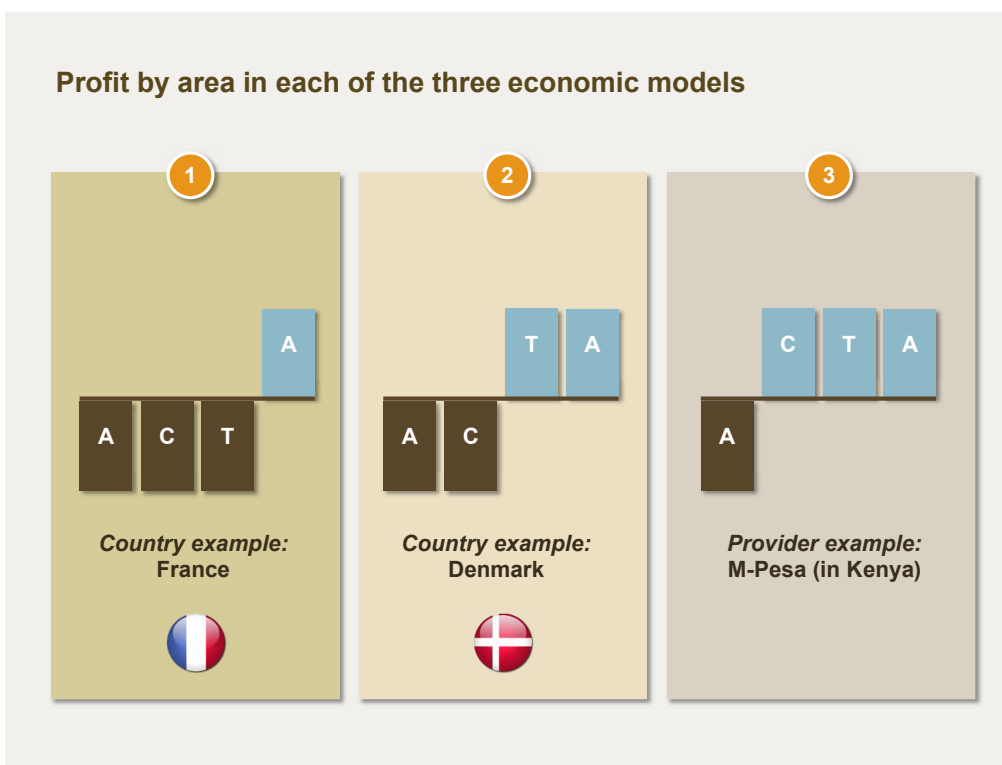 Profit by area in each of the three economic models
1
A
A C T
Country example:
France
2
T A
A C
Country example:
Denmark
3
C T A
A
Provider example:
M-Pesa (in Kenya)